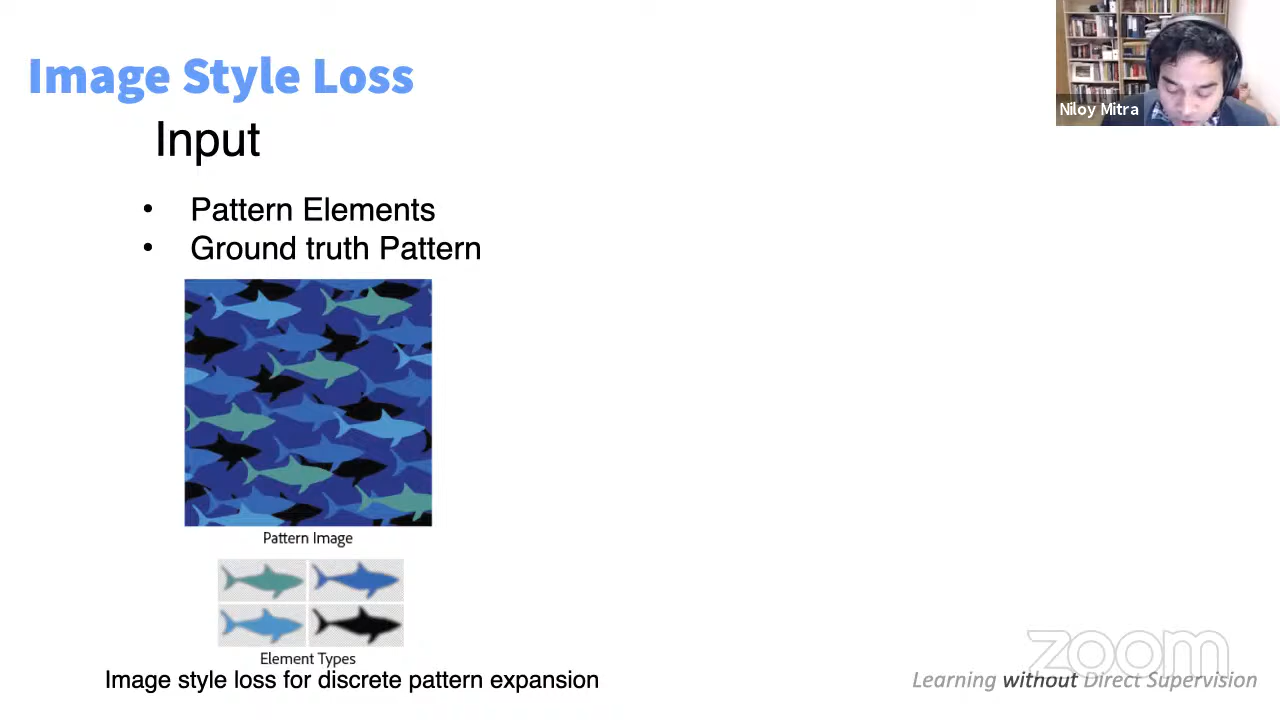 Image Style Loss
Niloy Mitra
Input
• Pattern Elements
• Ground truth Pattern
Pattern Image
Element Types
Image style loss for discrete pattern expansion
zoom
Learning without Direct Supervision